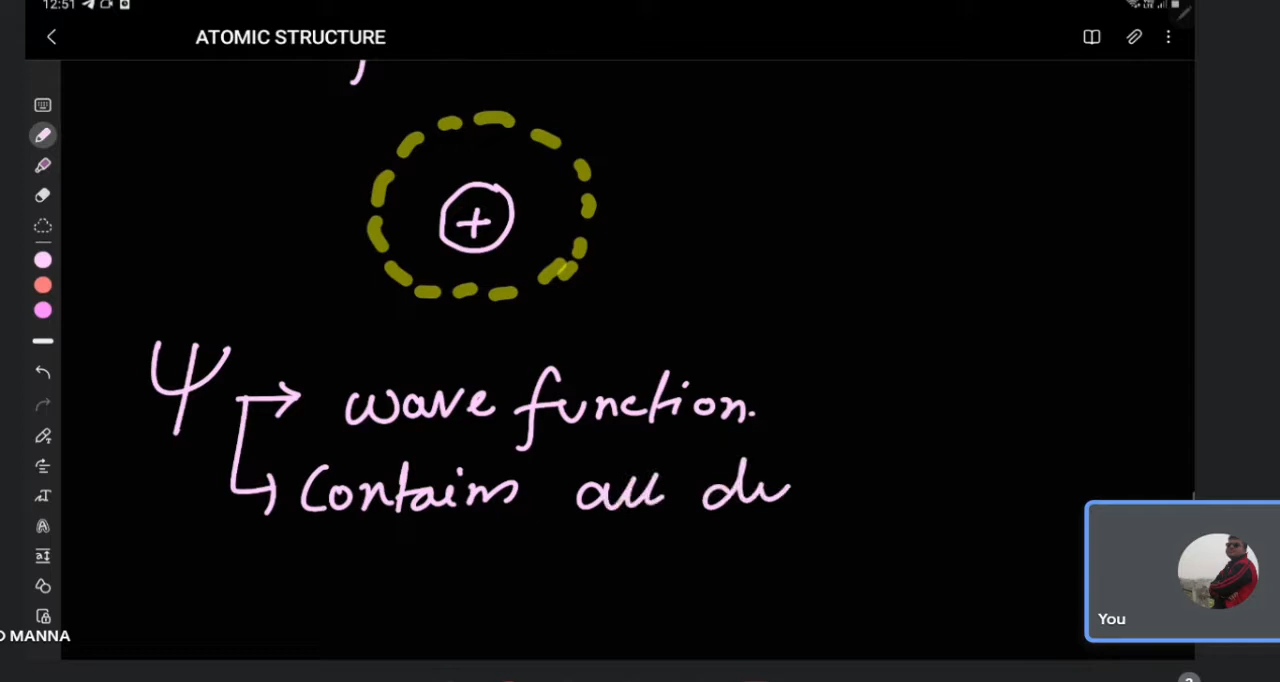 12:51
ATOMIC STRUCTURE
+
Ψ → wave function.
↳ Contains all de
You
O MANNA